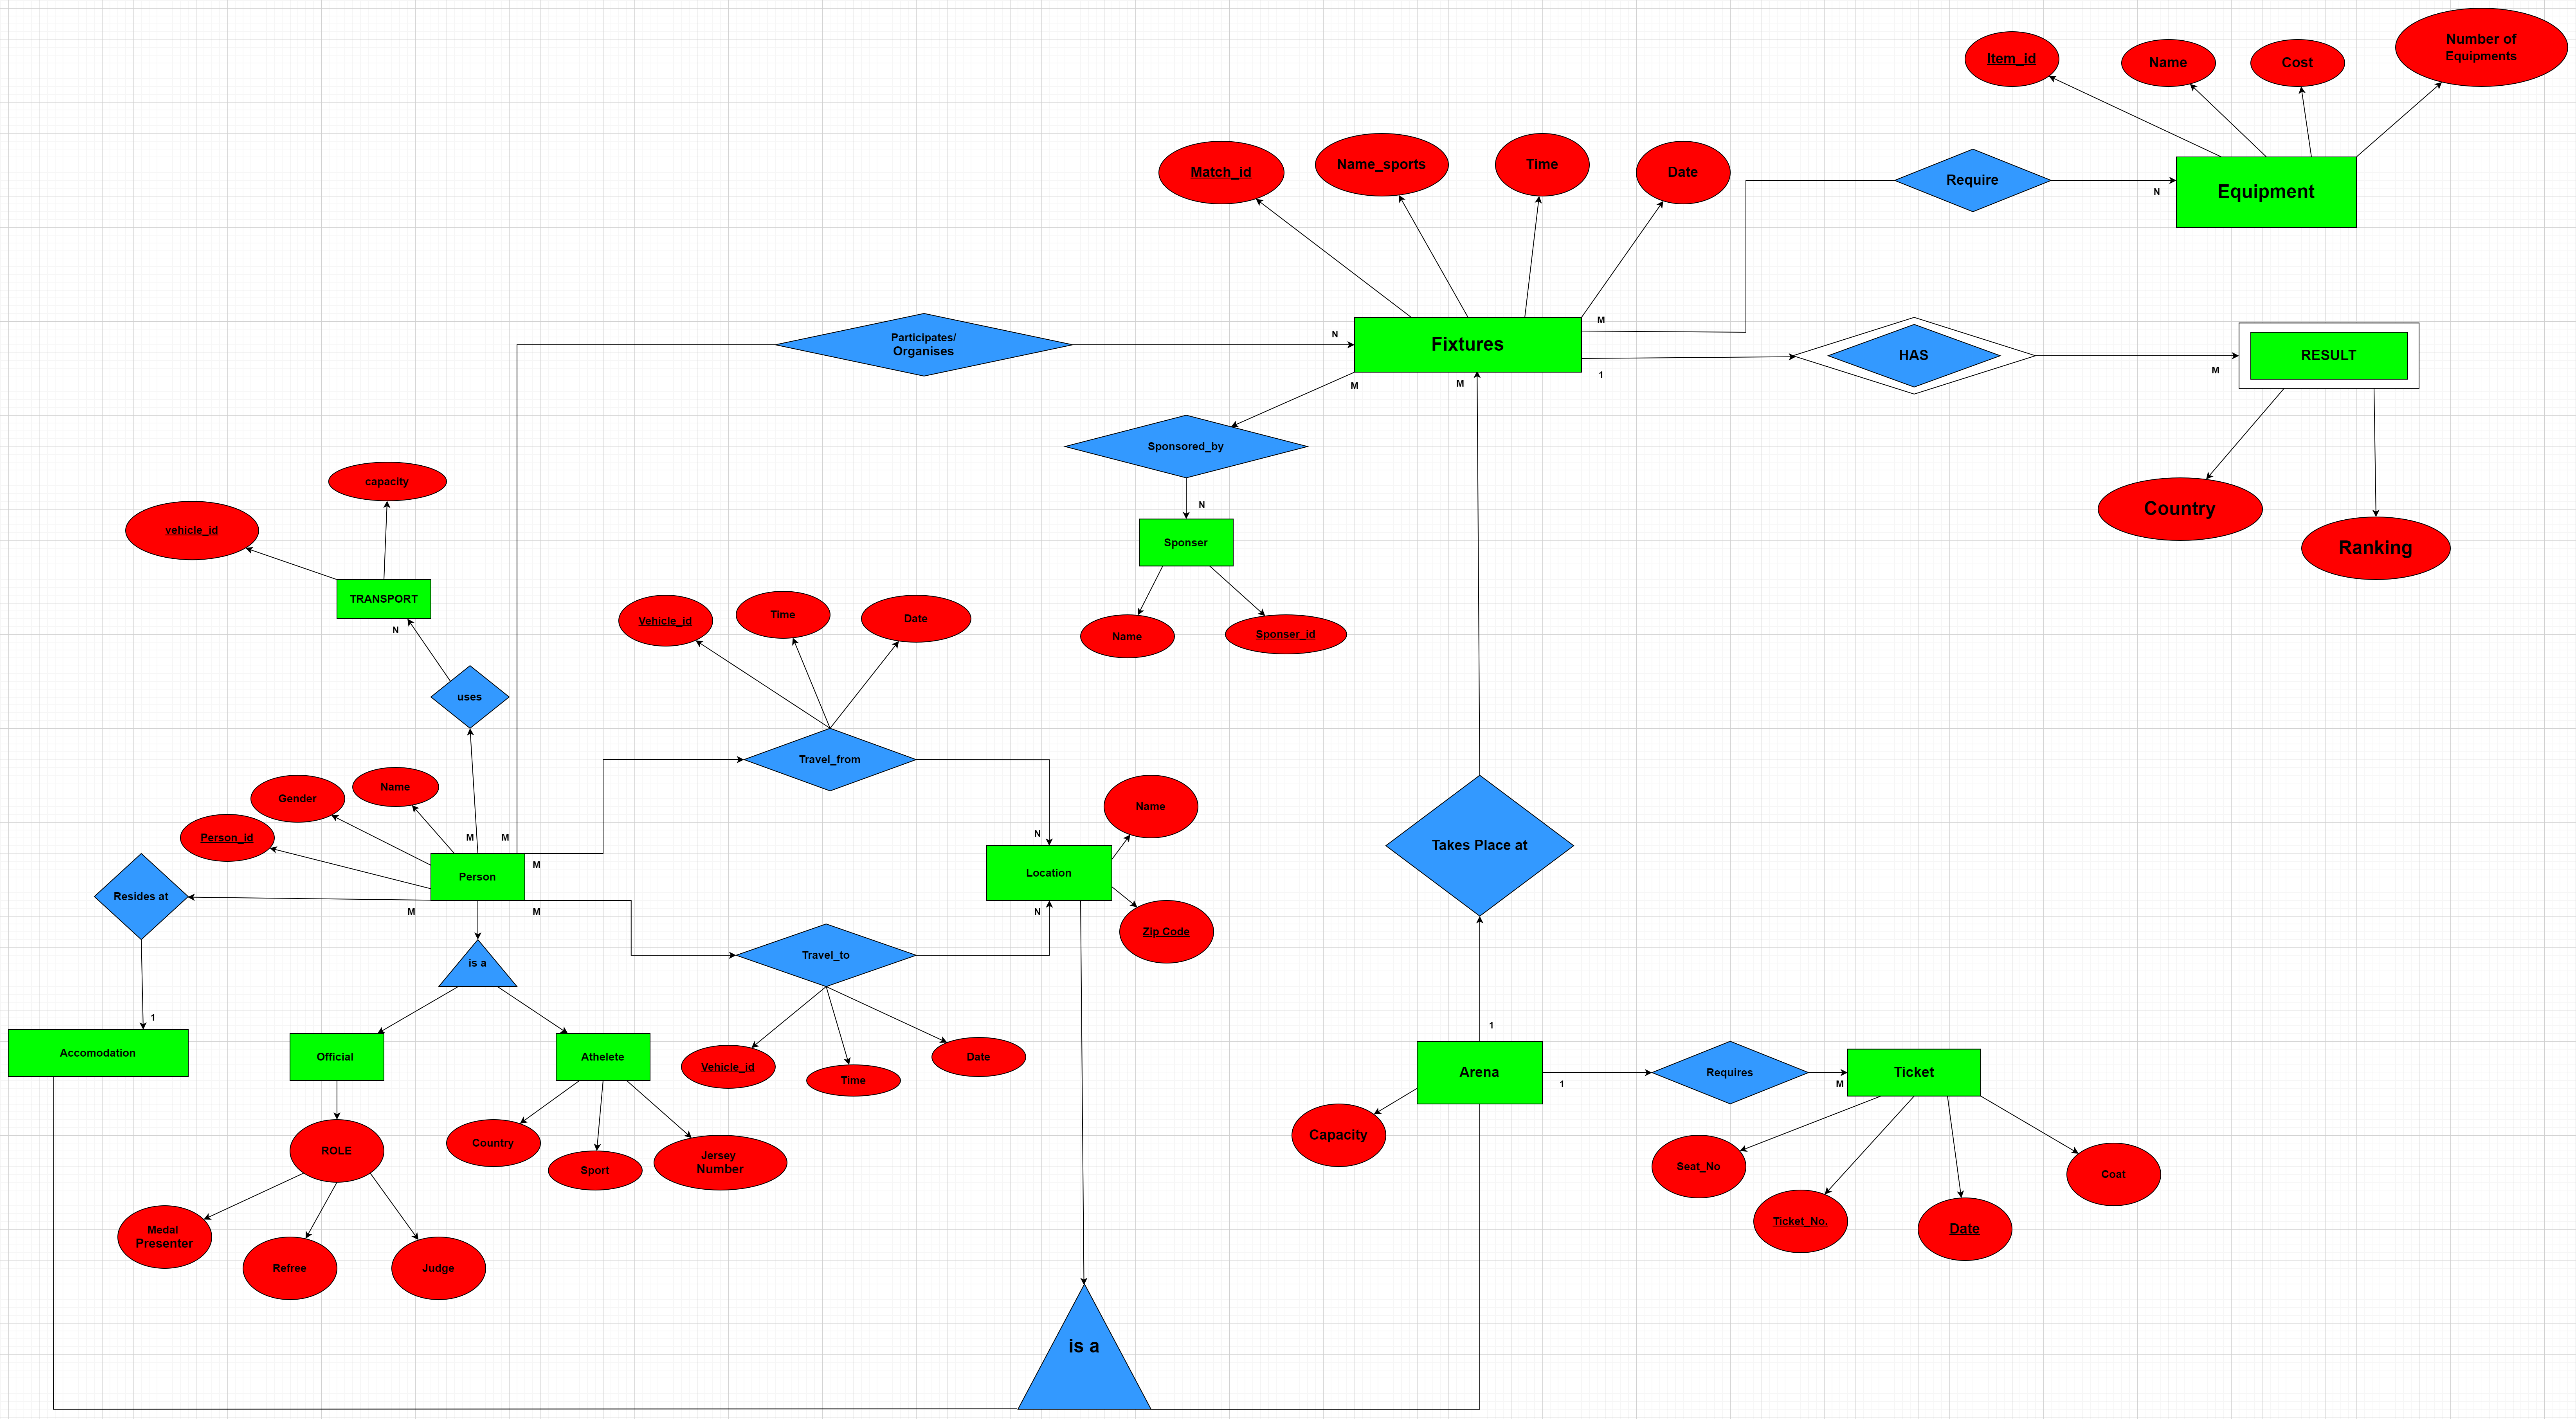 Number of
Equipments
Item_id
Name
Cost
Match_id
Name_sports
Time
Date
Require
N
Equipment
Participates/
Organises
N
Fixtures
M
M
M
1
HAS
M
RESULT
Sponsored_by
N
capacity
vehicle_id
Country
Ranking
Sponser
TRANSPORT
N
Vehicle_id
Time
Date
Name
Sponser_id
uses
Travel_from
Name
Gender
Person_id
M
M
M
N
Name
Takes Place at
Person
Location
Resides at
M
M
N
Zip Code
is a
Travel_to
1
1
Accomodation
Official
Athelete
Vehicle_id
Time
Date
Arena
1
Requires
M
Ticket
Country
Sport
Jersey
Number
Capacity
ROLE
Seat_No
Coat
Ticket_No.
Date
Medal
Presenter
Refree
Judge
is a